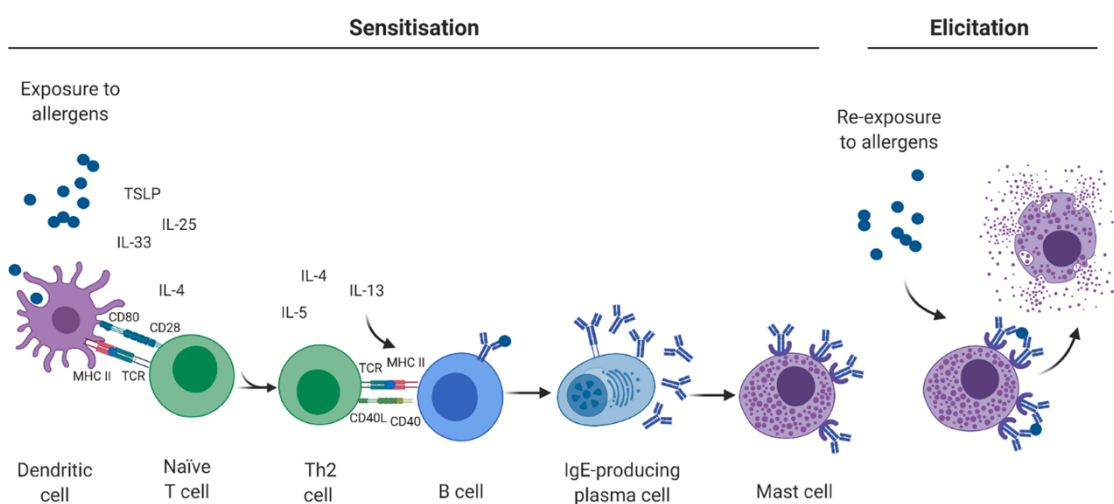 Sensitisation
Elicitation
Exposure to
allergens
Re-exposure
to allergens
TSLP
IL-25
IL-33
IL-4
IL-4
IL-13
IL-5
CD80
CD28
MHC II
TCR
TCR
MHC II
CD40L
CD40
Dendritic
cell
Naïve
T cell
Th2
cell
B cell
IgE-producing
plasma cell
Mast cell